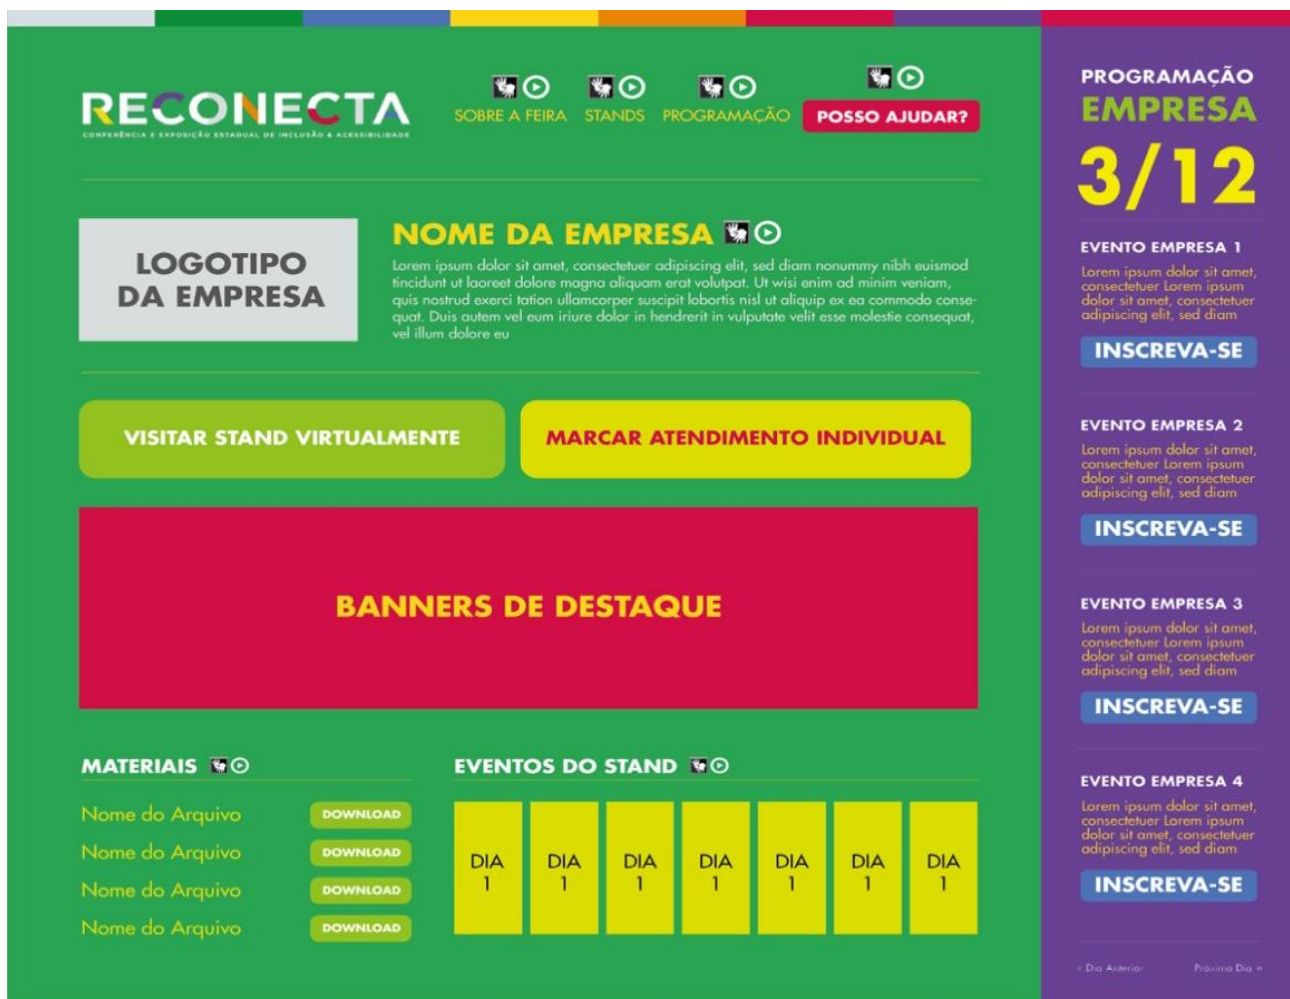 RECONECTA
CONFERÊNCIA E EXPOSIÇÃO ESTADUAL DE INCLUSÃO & ACESSIBILIDADE
SOBRE A FEIRA
STANDS
PROGRAMAÇÃO
POSSO AJUDAR?
LOGOTIPO
DA EMPRESA
NOME DA EMPRESA
Lorem ipsum dolor sit amet, consectetuer adipiscing elit, sed diam nonummy nibh euismod
tincidunt ut laoreet dolore magna aliquam erat volutpat. Ut wisi enim ad minim veniam,
quis nostrud exerci tation ullamcorper suscipit lobortis nisl ut aliquip ex ea commodo conse-
quat. Duis autem vel eum iriure dolor in hendrerit in vulputate velit esse molestie consequat,
vel illum dolore eu
VISITAR STAND VIRTUALMENTE
MARCAR ATENDIMENTO INDIVIDUAL
BANNERS DE DESTAQUE
MATERIAIS
Nome do Arquivo DOWNLOAD
Nome do Arquivo DOWNLOAD
Nome do Arquivo DOWNLOAD
Nome do Arquivo DOWNLOAD
EVENTOS DO STAND
DIA
1
DIA
1
DIA
1
DIA
1
DIA
1
DIA
1
DIA
1
PROGRAMAÇÃO
EMPRESA
3/12
EVENTO EMPRESA 1
Lorem ipsum dolor sit amet,
consectetuer Lorem ipsum
dolor sit amet, consectetuer
adipiscing elit, sed diam
INSCREVA-SE
EVENTO EMPRESA 2
Lorem ipsum dolor sit amet,
consectetuer Lorem ipsum
dolor sit amet, consectetuer
adipiscing elit, sed diam
INSCREVA-SE
EVENTO EMPRESA 3
Lorem ipsum dolor sit amet,
consectetuer Lorem ipsum
dolor sit amet, consectetuer
adipiscing elit, sed diam
INSCREVA-SE
EVENTO EMPRESA 4
Lorem ipsum dolor sit amet,
consectetuer Lorem ipsum
dolor sit amet, consectetuer
adipiscing elit, sed diam
INSCREVA-SE
« Dia Anterior
Próximo Dia »